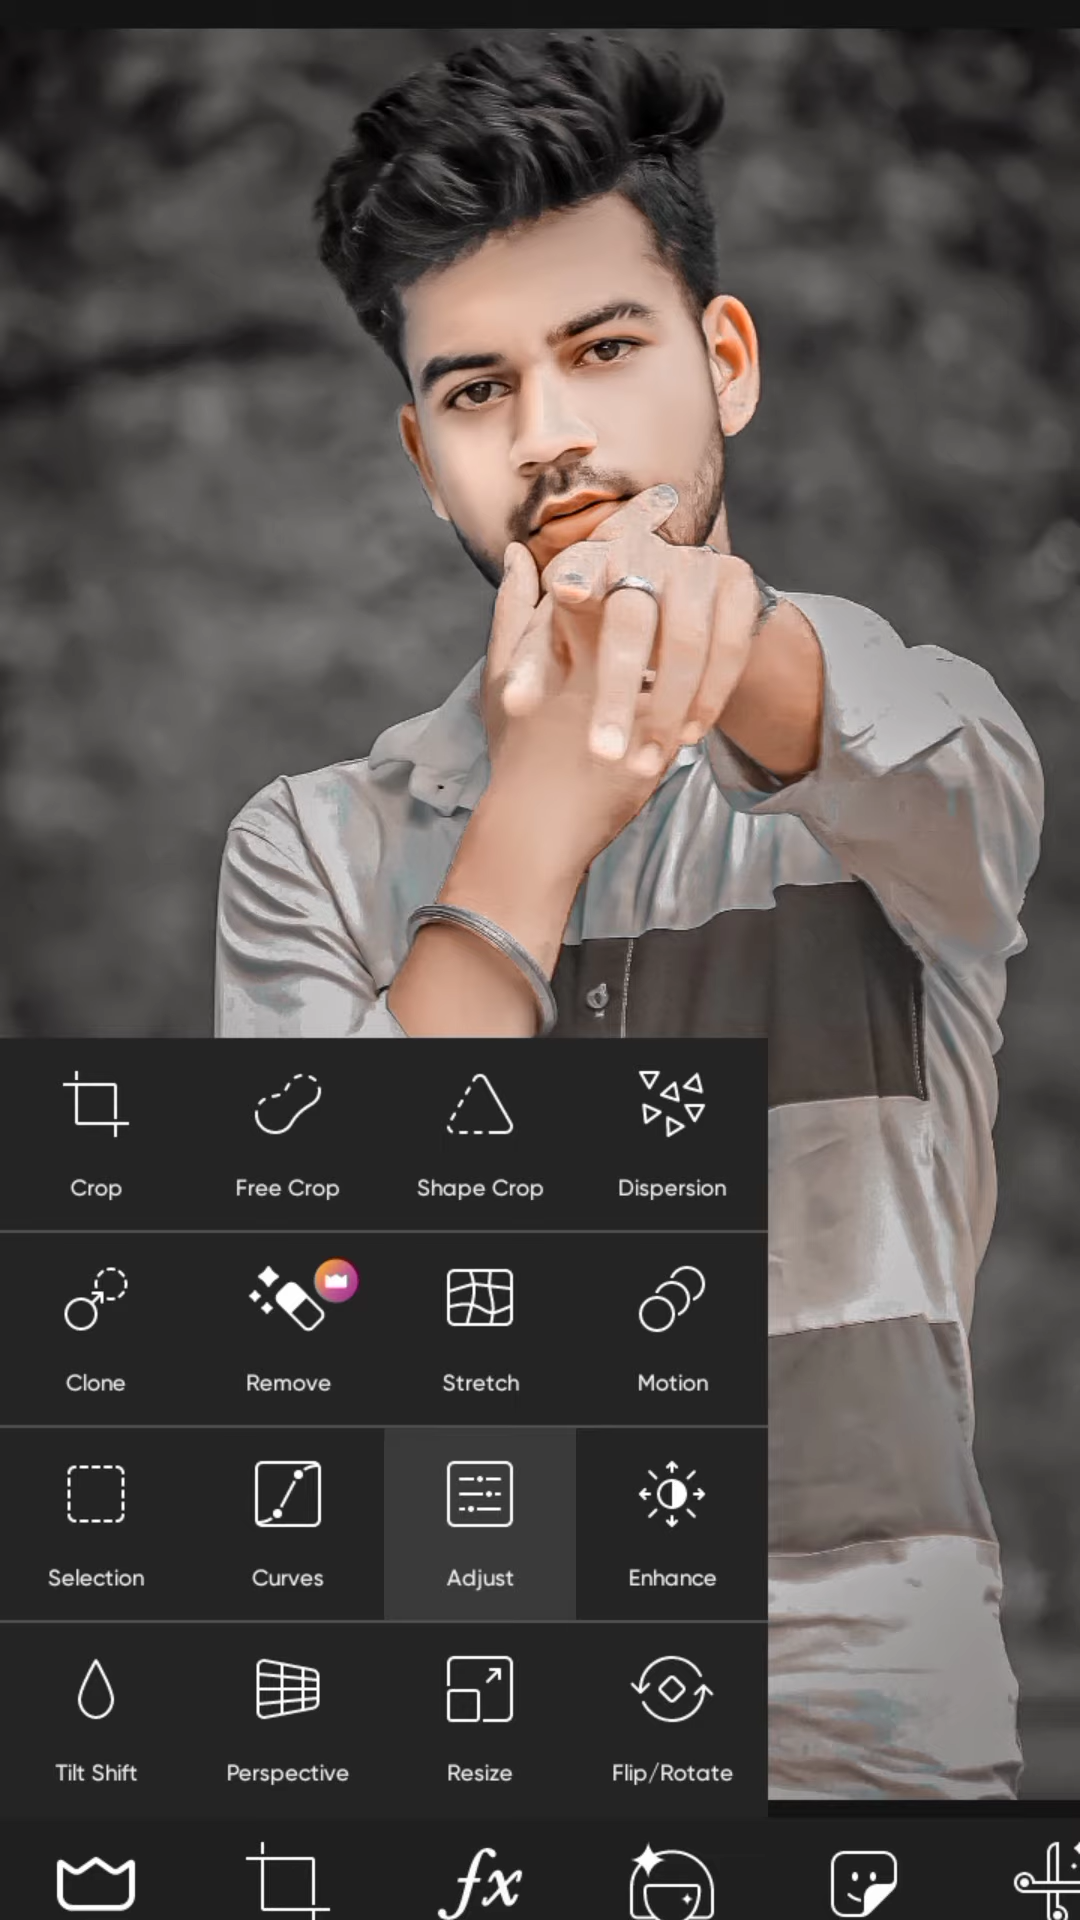 Crop Free Crop Shape Crop Dispersion
Clone Remove Stretch Motion
Selection Curves Adjust Enhance
Tilt Shift Perspective Resize Flip/Rotate
fx